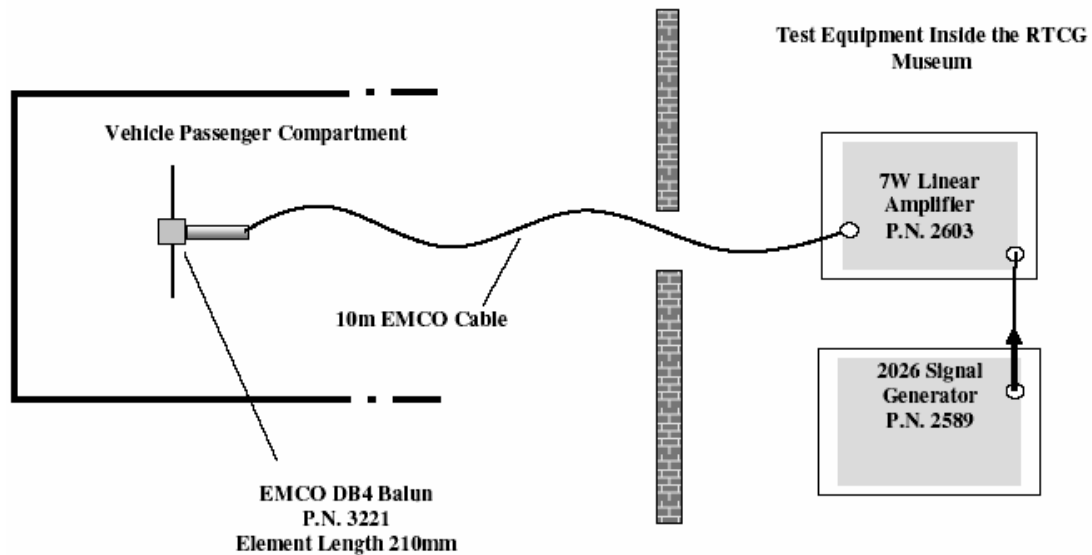 Test Equipment Inside the RTCG
Museum
Vehicle Passenger Compartment
7W Linear
Amplifier
P.N. 2603
10m EMCO Cable
2026 Signal
Generator
P.N. 2589
EMCO DB4 Balun
P.N. 3221
Element Length 210mm